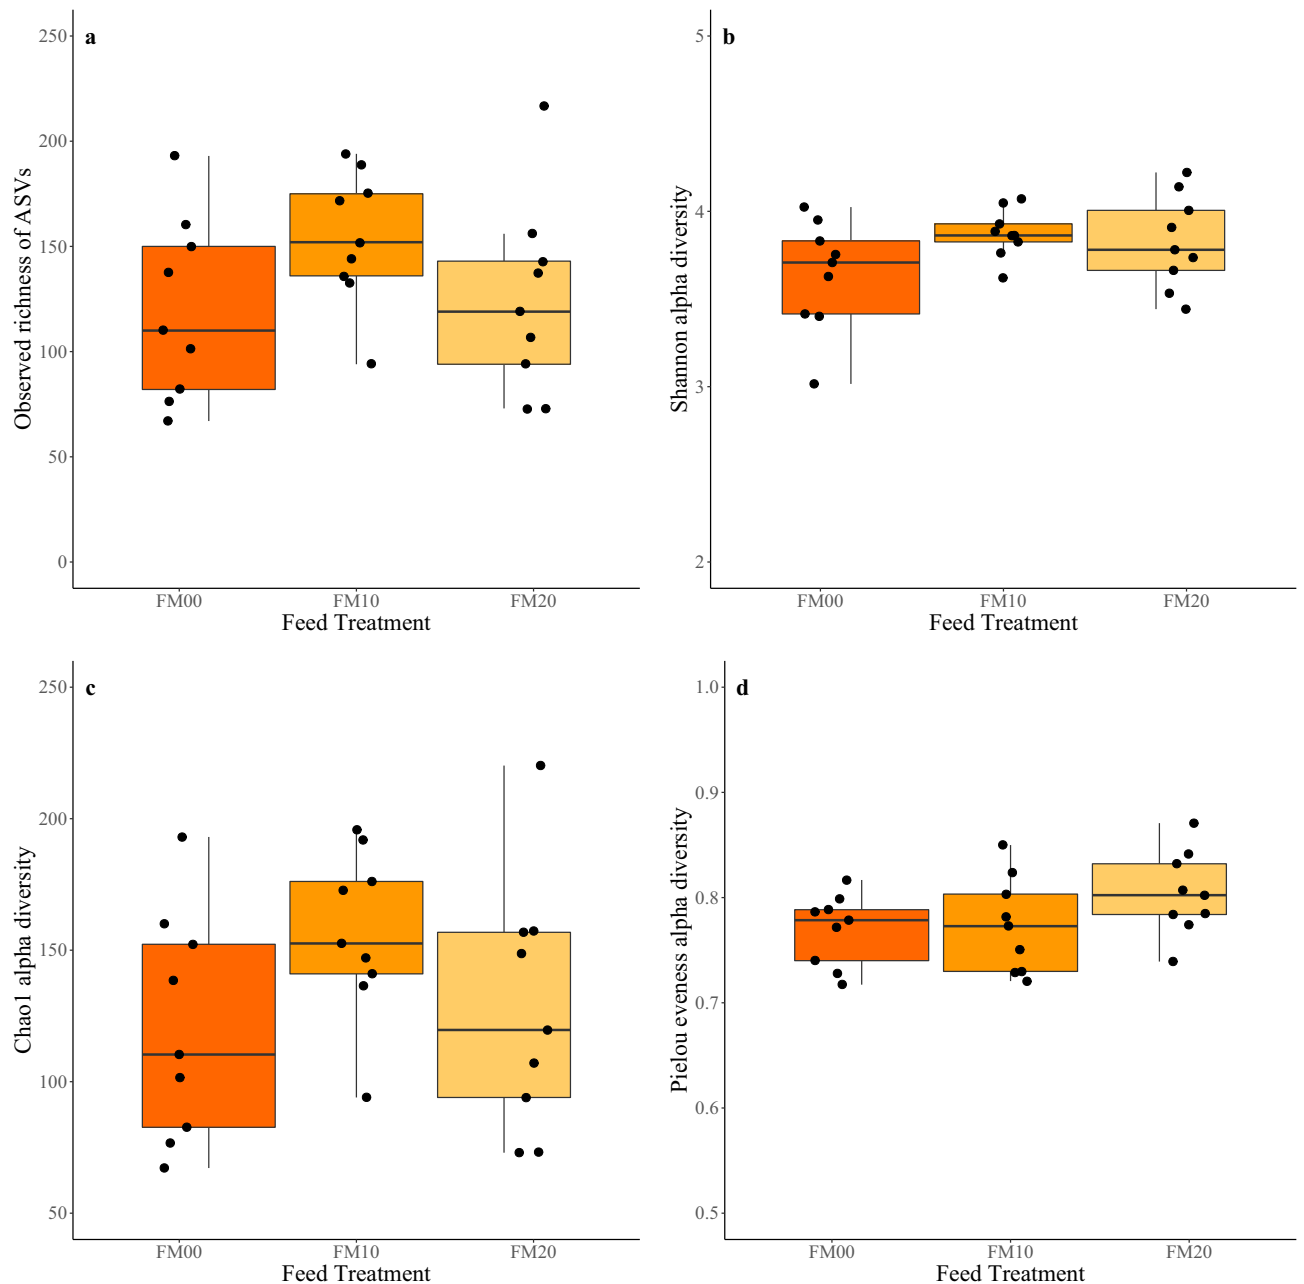 a
250
200
150
100
50
0
Observed richness of ASVs
FM00 FM10 FM20
Feed Treatment
b
5
4
3
2
Shannon alpha diversity
FM00 FM10 FM20
Feed Treatment
c
250
200
150
100
50
Chao1 alpha diversity
FM00 FM10 FM20
Feed Treatment
d
1.0
0.9
0.8
0.7
0.6
0.5
Pielou eveness alpha diversity
FM00 FM10 FM20
Feed Treatment